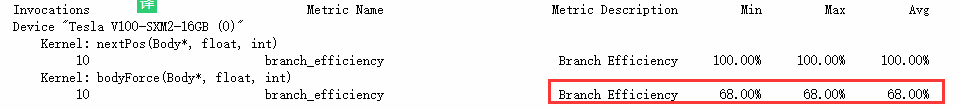 译
Invocations Metric Name Metric Description Min Max Avg
Device "Tesla V100-SXM2-16GB (0)"
Kernel: nextPos(Body*, float, int)
10 branch_efficiency Branch Efficiency 100.00% 100.00% 100.00%
Kernel: bodyForce(Body*, float, int)
10 branch_efficiency Branch Efficiency 68.00% 68.00% 68.00%